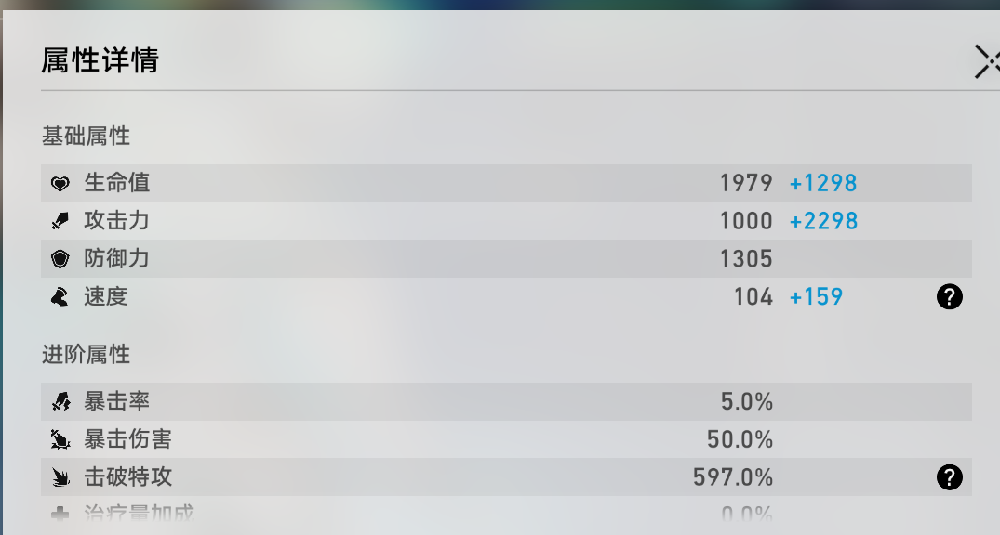 属性详情
基础属性
生命值 1979 +1298
攻击力 1000 +2298
防御力 1305
速度 104 +159 ?
进阶属性
暴击率 5.0%
暴击伤害 50.0%
击破特攻 597.0% ?
治疗量加成 0.0%